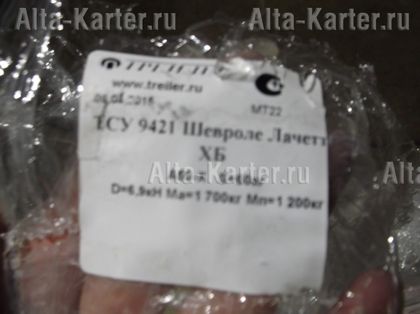 Alta-Karter.ru Alta-Karter.ru
www.treiler.ru
МТ22
ТСУ 9421 Шевроле Лачетт
ХБ
Alta-Karter.ru
D=6,9кН Ма=1 700кг Мп=1 200кг
Alta-Karter.ru Alta-Karter.ru